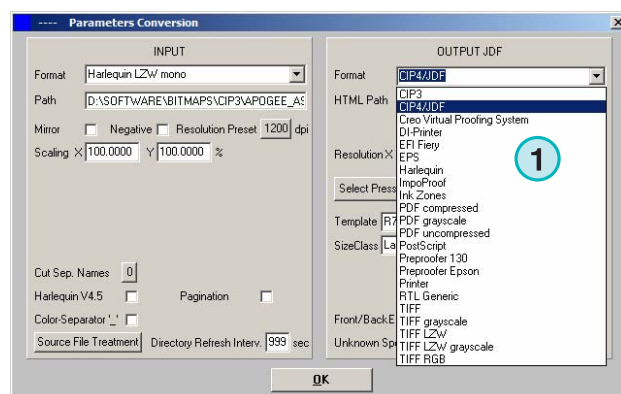 ---- Parameters Conversion
INPUT
Format Harlequin LZW mono
Path D:\SOFTWARE\BITMAPS\CIP3\APOGEE_AS
Mirror Negative Resolution Preset 1200 dpi
Scaling X 100.0000 Y 100.0000 %
Cut Sep. Names 0
Harlequin V4.5 Pagination
Color-Separator '_'
Source File Treatment Directory Refresh Interv. 999 sec
OUTPUT JDF
Format CIP4/JDF
HTML Path
Resolution X
Select Press
Template R7
SizeClass La
Front/Back
Unknown
CIP3
CIP4/JDF
Creo Virtual Proofing System
DI-Printer
EFI Fiery
EPS
Harlequin
ImpoProof
Ink Zones
PDF compressed
PDF grayscale
PDF uncompressed
PostScript
Preproofer 130
Preproofer Epson
Printer
RTL Generic
TIFF
TIFF grayscale
TIFF LZW
TIFF LZW grayscale
TIFF RGB
1
OK